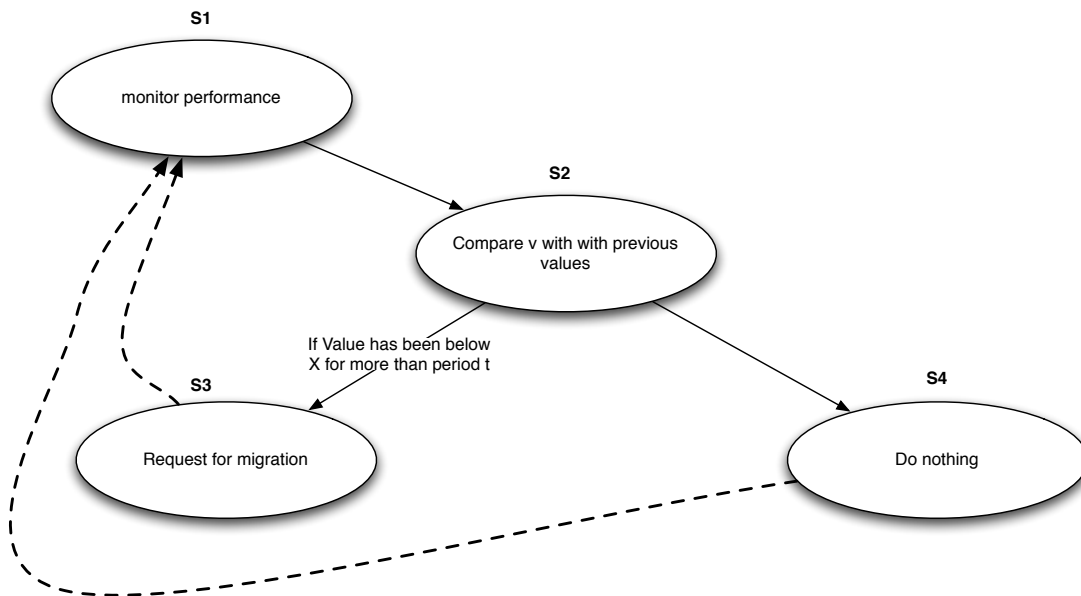 S1
monitor performance
S2
Compare v with with previous
values
If Value has been below
X for more than period t
S3
Request for migration
S4
Do nothing